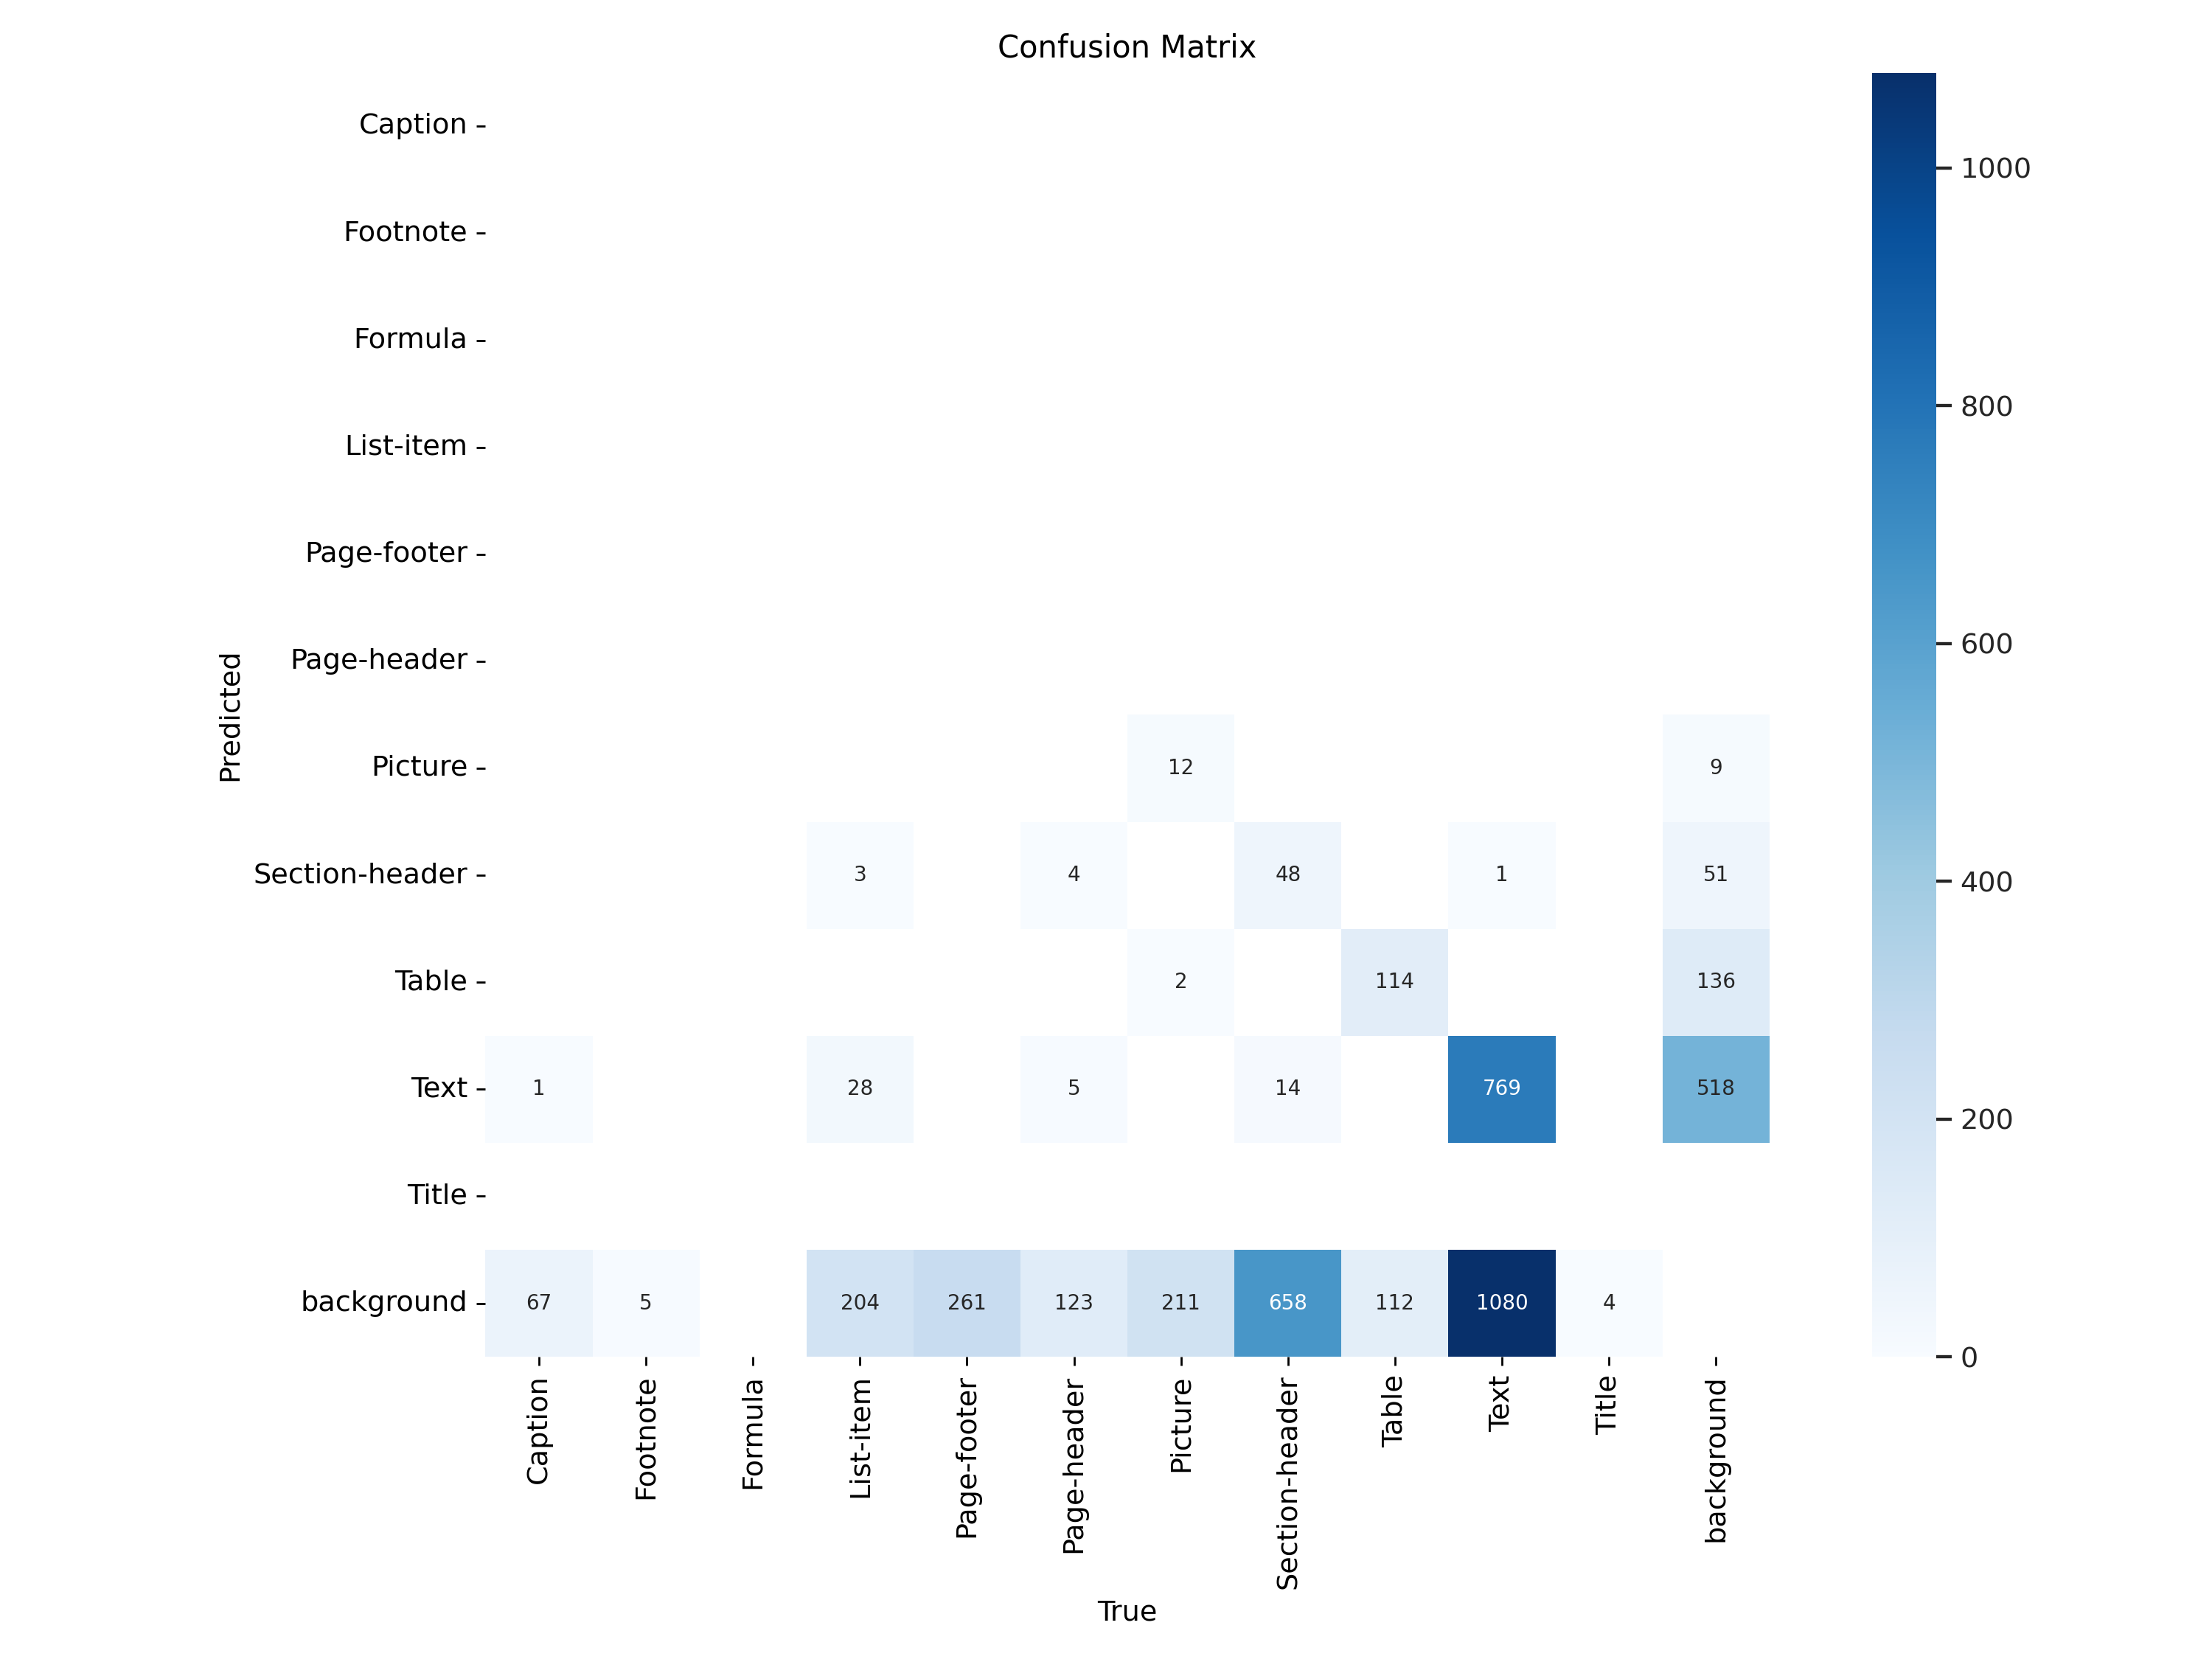 Confusion Matrix
Caption
Footnote
Formula
List-item
Page-footer
Page-header
Picture 12 9
Section-header 3 4 48 1 51
Table 2 114 136
Text 1 28 5 14 769 518
Title
background 67 5 204 261 123 211 658 112 1080 4
Predicted
Caption Footnote Formula List-item Page-footer Page-header Picture Section-header Table Text Title background
True
1000
800
600
400
200
0